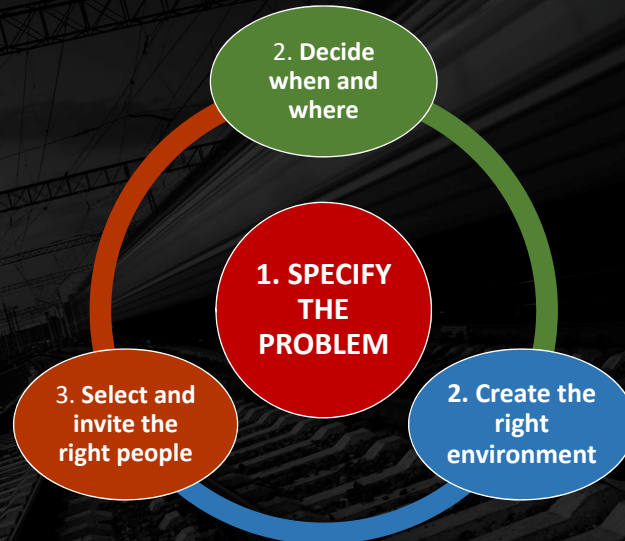 2. Decide
when and
where
1. SPECIFY
THE
PROBLEM
3. Select and
invite the
right people
2. Create the
right
environment